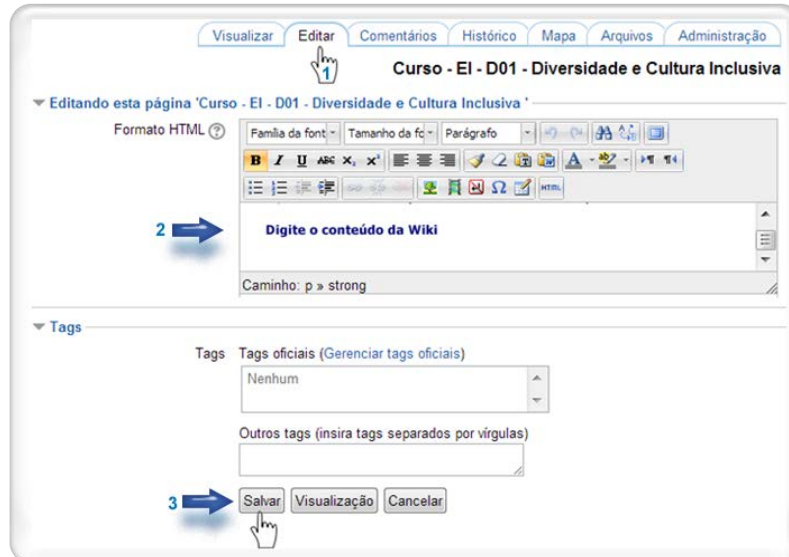 Visualizar Editar Comentários Histórico Mapa Arquivos Administração
1
Curso - EI - D01 - Diversidade e Cultura Inclusiva
Editando esta página 'Curso - EI - D01 - Diversidade e Cultura Inclusiva '
Formato HTML
Família da font Tamanho da fc Parágrafo
B I U ABC x, x²
HTML
2
Digite o conteúdo da Wiki
Caminho: p » strong
Tags
Tags Tags oficiais (Gerenciar tags oficiais)
Nenhum
Outros tags (insira tags separados por vírgulas)
3 Salvar Visualização Cancelar